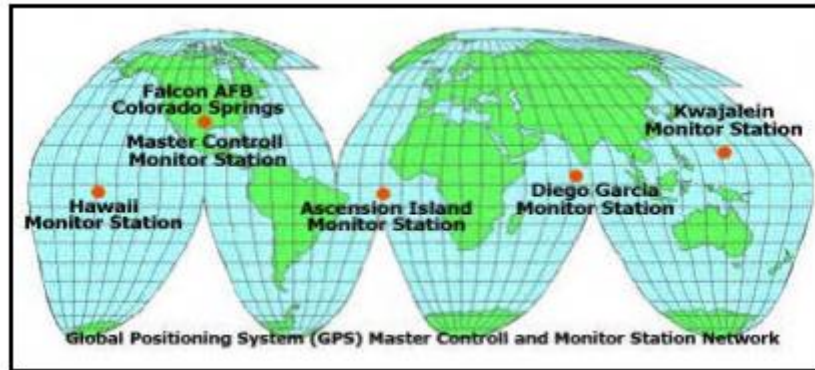 Falcon AFB
Colorado Springs
Master Controll
Monitor Station
Kwajalein
Monitor Station
Hawaii
Monitor Station
Ascension Island
Monitor Station
Diego Garcia
Monitor Station
Global Positioning System (GPS) Master Controll and Monitor Station Network